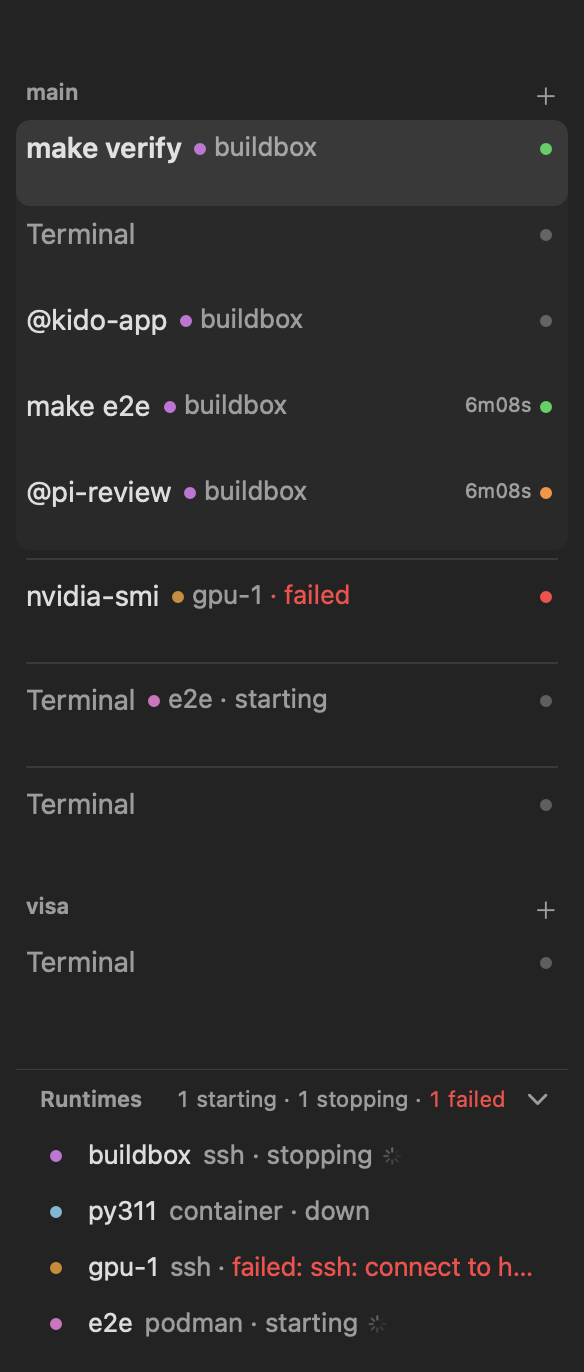 main
make verify buildbox
Terminal
@kido-app buildbox
make e2e buildbox 6m08s
@pi-review buildbox 6m08s
nvidia-smi gpu-1 · failed
Terminal e2e · starting
Terminal
visa
Terminal
Runtimes 1 starting · 1 stopping · 1 failed
buildbox ssh · stopping
py311 container · down
gpu-1 ssh · failed: ssh: connect to h...
e2e podman · starting